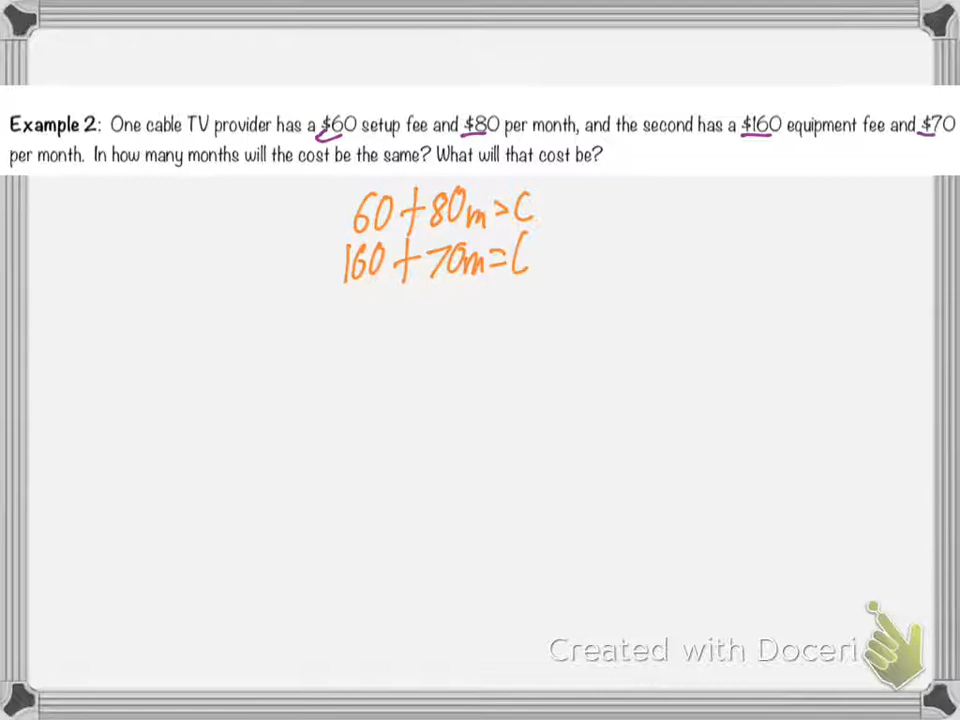 Example 2: One cable TV provider has a $60 setup fee and $80 per month, and the second has a $160 equipment fee and $70
per month. In how many months will the cost be the same? What will that cost be?
60+80m=C
160+70m=C
Created with Doceri